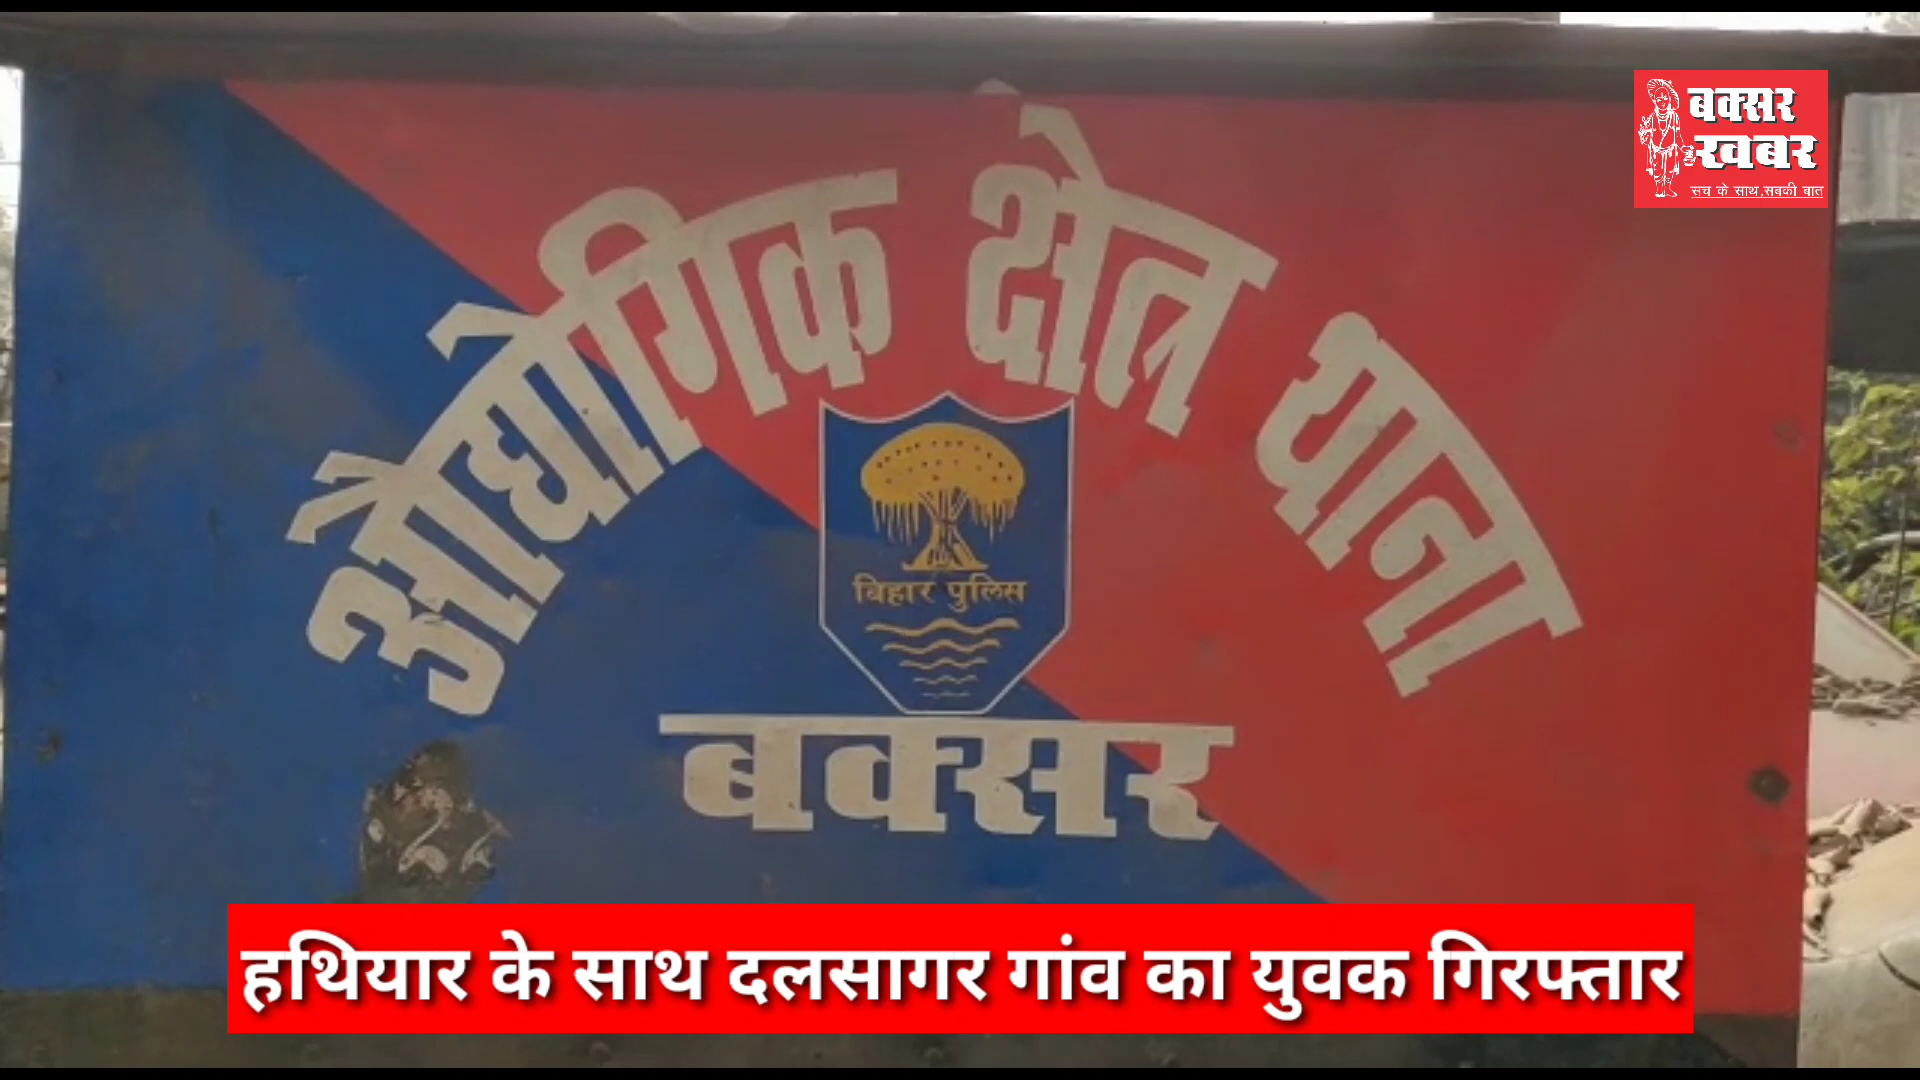 बक्सर
खबर
सच के साथ,सबकी बात
औद्योगिक क्षेत्र थाना
बिहार पुलिस
बक्सर
हथियार के साथ दलसागर गांव का युवक गिरफ्तार